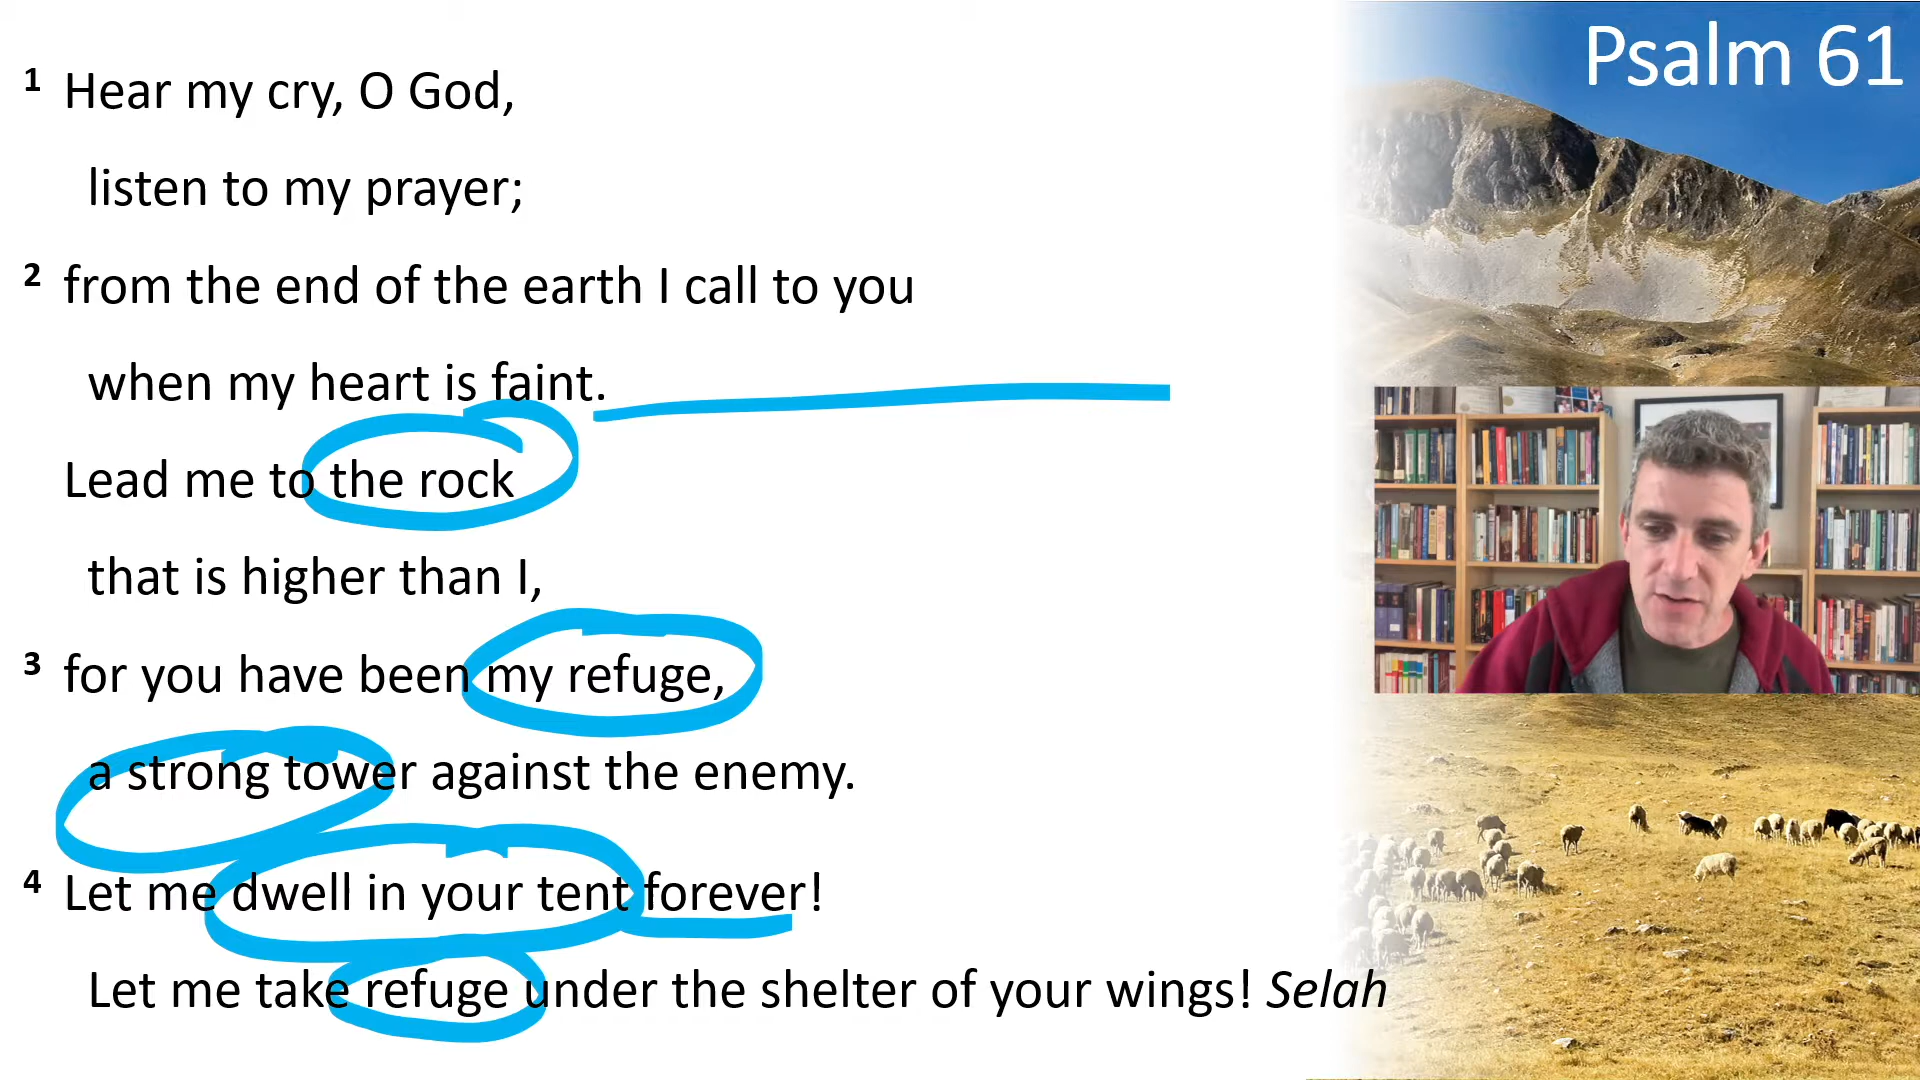 Psalm 61
1 Hear my cry, O God,
listen to my prayer;
2 from the end of the earth I call to you
when my heart is faint.
Lead me to the rock
that is higher than I,
3 for you have been my refuge,
a strong tower against the enemy.
4 Let me dwell in your tent forever!
Let me take refuge under the shelter of your wings! Selah